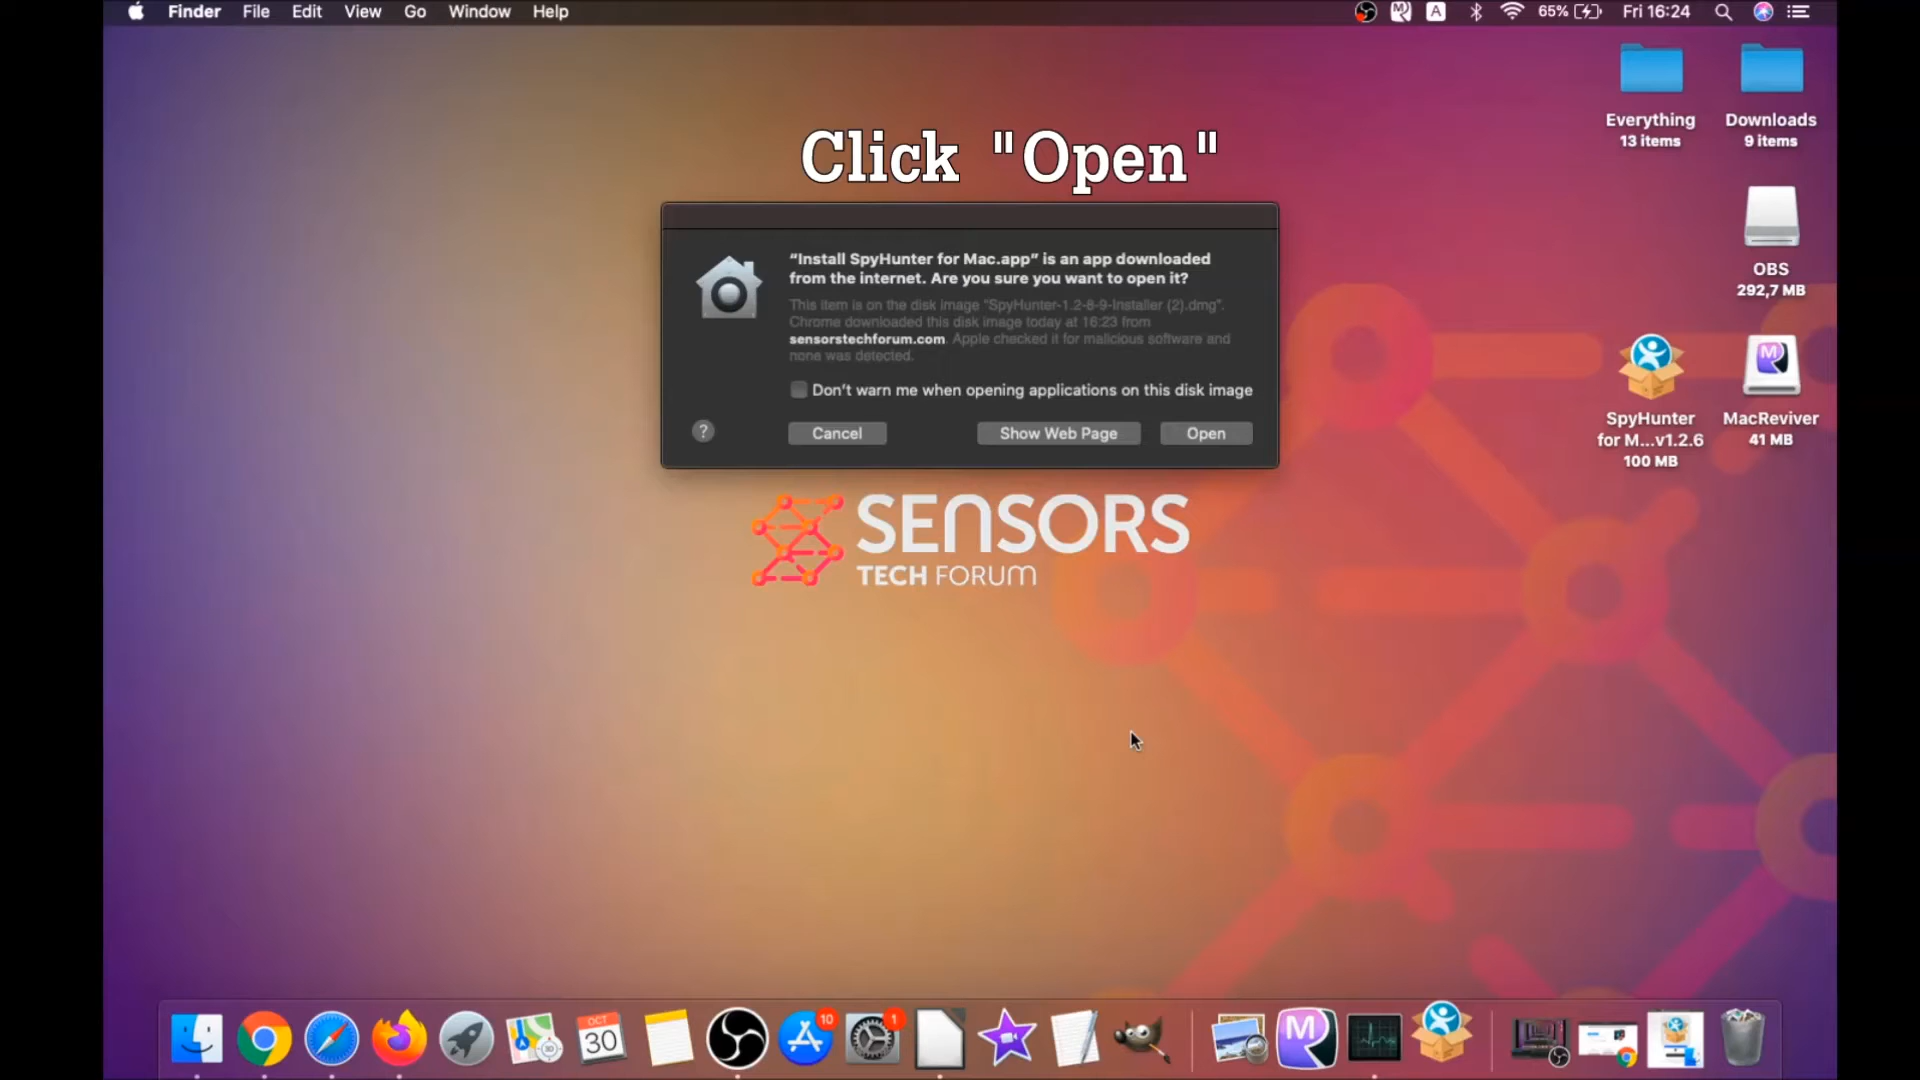 Finder File Edit View Go Window Help
A 65% Fri 16:24
Click "Open"
Everything
13 items
Downloads
9 items
“Install SpyHunter for Mac.app” is an app downloaded
from the internet. Are you sure you want to open it?
This item is on the disk image “SpyHunter-1.2-8-9-Installer (2).dmg”.
Chrome downloaded this disk image today at 16:23 from
sensorstechforum.com. Apple checked it for malicious software and
none was detected.
Don’t warn me when opening applications on this disk image
?
Cancel
Show Web Page
Open
OBS
292,7 MB
SpyHunter
for M...v1.2.6
100 MB
MacReviver
41 MB
SENSORS
TECH FORUM
OCT
30
10
1